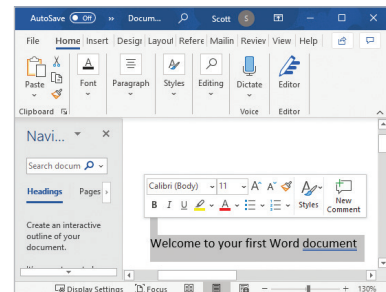 AutoSave Off » Docum... Scott S
File Home Insert Desigi Layout Refere Mailin Reviev View Help
Paste Font Paragraph Styles Editing Dictate Editor
Clipboard Voice Editor
Navi...
Search docum
Headings Pages
Create an interactive
outline of your
document.
Calibri (Body) 11 A A A Styles New
B I U A Comment
Welcome to your first Word document
Display Settings Focus 130%